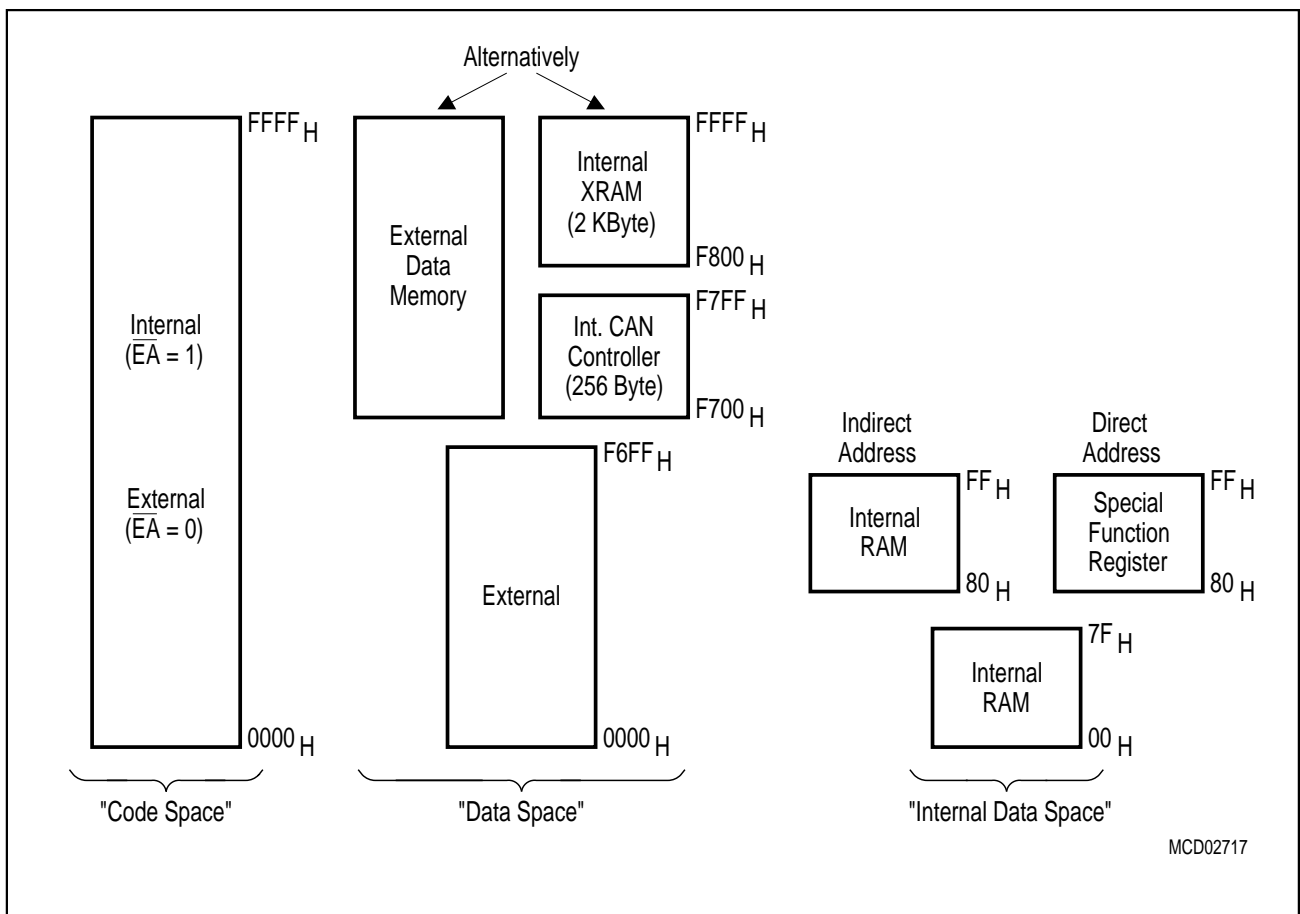 Alternatively
FFFF H
Internal
(EA = 1)
External
(EA = 0)
0000 H
"Code Space"
External
Data
Memory
FFFF H
Internal
XRAM
(2 KByte)
F800 H
F7FF H
Int. CAN
Controller
(256 Byte)
F700 H
F6FF H
External
0000 H
"Data Space"
Indirect
Address
FF H
Internal
RAM
80 H
Direct
Address
FF H
Special
Function
Register
80 H
7F H
Internal
RAM
00 H
"Internal Data Space"
MCD02717